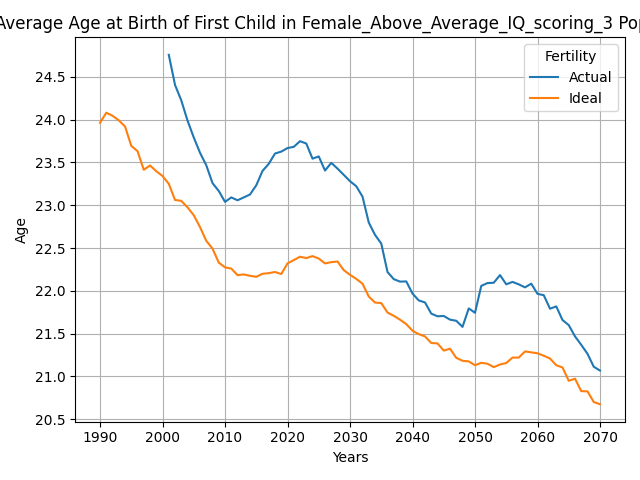 Average Age at Birth of First Child in Female_Above_Average_IQ_scoring_3 Pop
Fertility
Actual
Ideal
24.5
24.0
23.5
23.0
22.5
22.0
21.5
21.0
20.5
Age
1990 2000 2010 2020 2030 2040 2050 2060 2070
Years